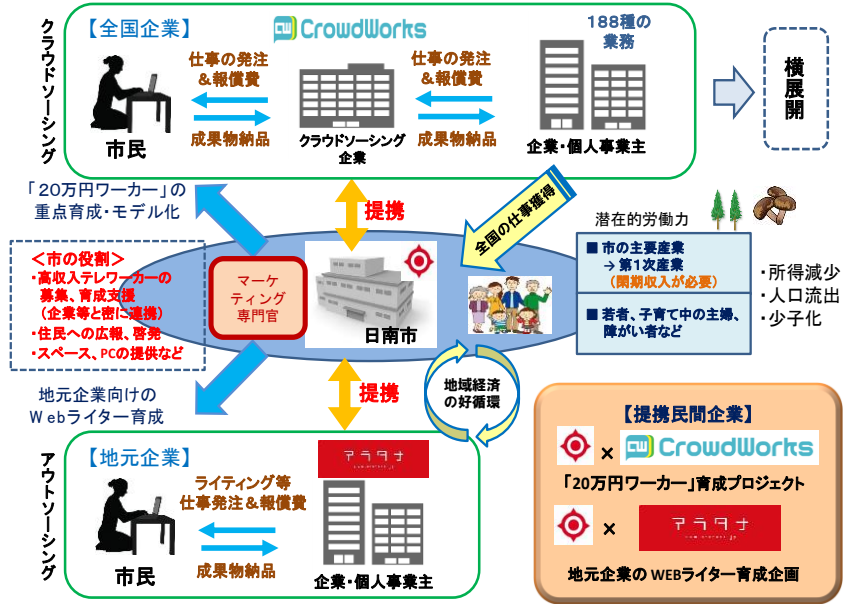 クラウドソーシング
【全国企業】
CrowdWorks
188種の
業務
仕事の発注
&報償費
成果物納品
市民
クラウドソーシング
企業
仕事の発注
&報償費
成果物納品
企業・個人事業主
横展開
「20万円ワーカー」の
重点育成・モデル化
提携
全国の仕事獲得
潜在的労働力
<市の役割>
・高収入テレワーカーの
募集、育成支援
(企業等と密に連携)
・住民への広報、啓発
・スペース、PCの提供など
マーケ
ティング
専門官
日南市
■ 市の主要産業
→ 第1次産業
(閑期収入が必要)
■ 若者、子育て中の主婦、
障がい者など
・所得減少
・人口流出
・少子化
地元企業向けの
Webライター育成
提携
地域経済
の好循環
アウトソーシング
【地元企業】
アラタナ
ライティング等
仕事発注&報償費
成果物納品
市民
企業・個人事業主
【提携民間企業】
× CrowdWorks
「20万円ワーカー」育成プロジェクト
× アラタナ
地元企業のWEBライター育成企画